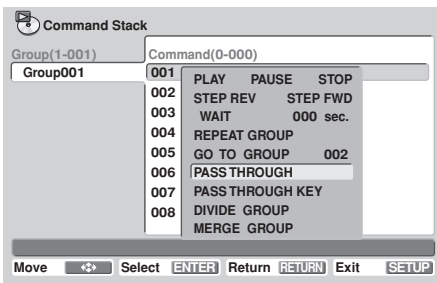 Command Stack
Group(1-001) Command(0-000)
Group001 001
PLAY PAUSE STOP
002 STEP REV STEP FWD
003 WAIT 000 sec.
004 REPEAT GROUP
005 GO TO GROUP 002
006 PASS THROUGH
007 PASS THROUGH KEY
008 DIVIDE GROUP
MERGE GROUP
Move Select ENTER Return RETURN Exit SETUP